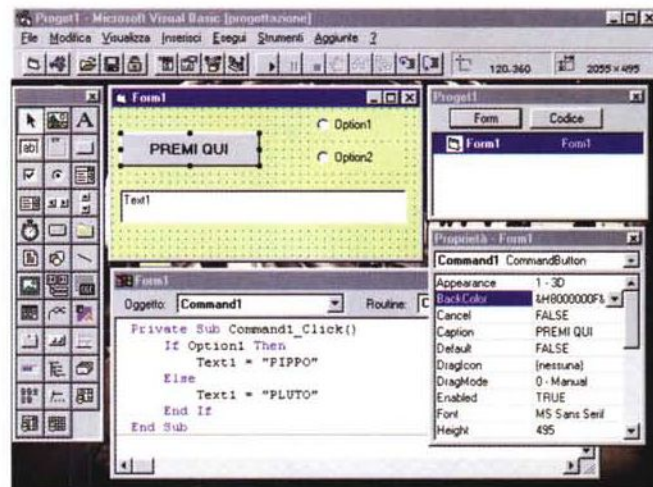 Proget1 - Microsoft Visual Basic [progettazione]
File Modifica Visualizza Inserisci Esegui Strumenti Aggiunte ?
120,360
2055 × 495
Form1
PREMI QUI
Option1
Option2
Text1
Proget1
Form Codice
Form1 Form1
A
ab|
Proprietà - Form1
Command1 CommandButton
Appearance 1 - 3D
BackColor &H8000000F&
Cancel FALSE
Caption PREMI QUI
Default FALSE
DragIcon (nessuna)
DragMode 0 - Manual
Enabled TRUE
Font MS Sans Serif
Height 495
Form1
Oggetto: Command1 Routine:
Private Sub Command1_Click()
If Option1 Then
Text1 = "PIPPO"
Else
Text1 = "PLUTO"
End If
End Sub